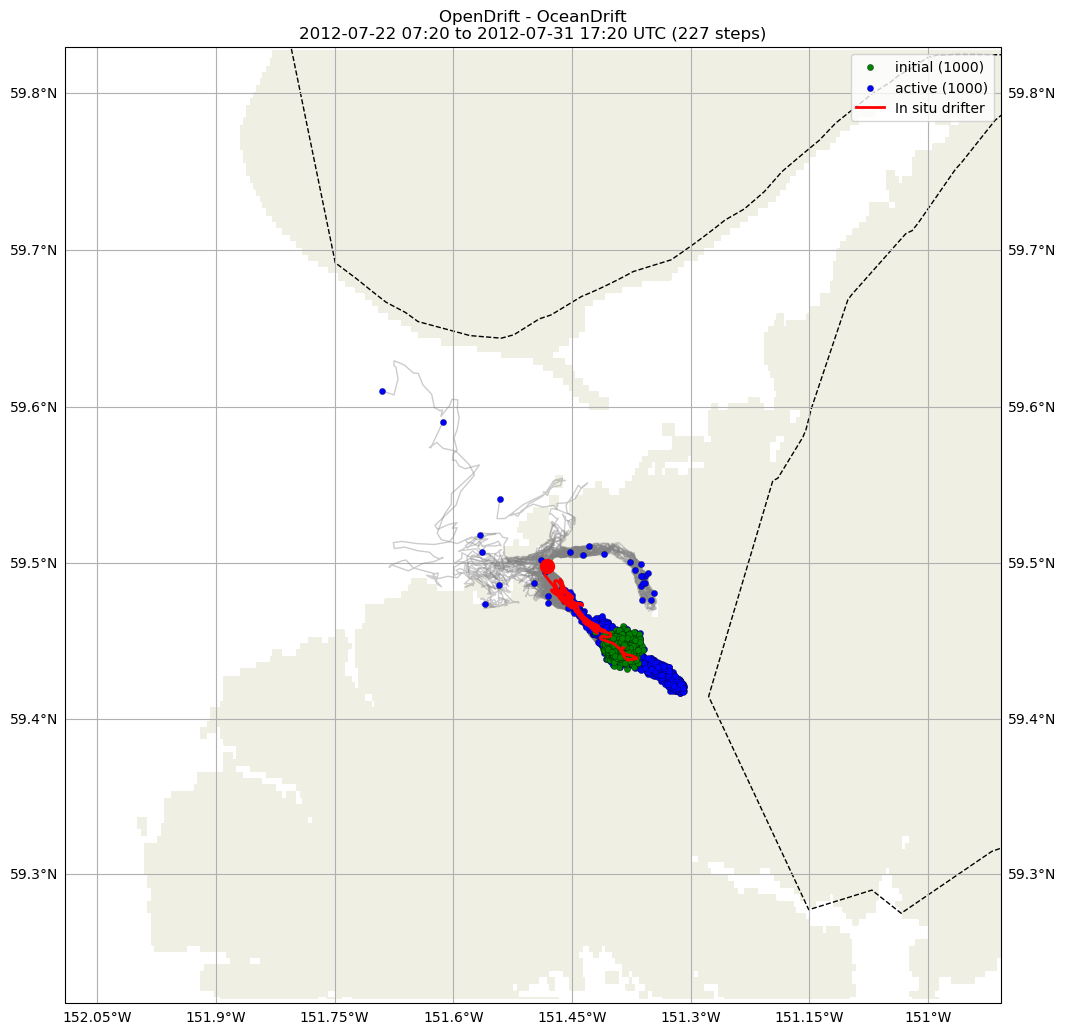 OpenDrift - OceanDrift
2012-07-22 07:20 to 2012-07-31 17:20 UTC (227 steps)
initial (1000)
active (1000)
In situ drifter
59.8°N 59.8°N
59.7°N 59.7°N
59.6°N 59.6°N
59.5°N 59.5°N
59.4°N 59.4°N
59.3°N 59.3°N
152.05°W 151.9°W 151.75°W 151.6°W 151.45°W 151.3°W 151.15°W 151°W